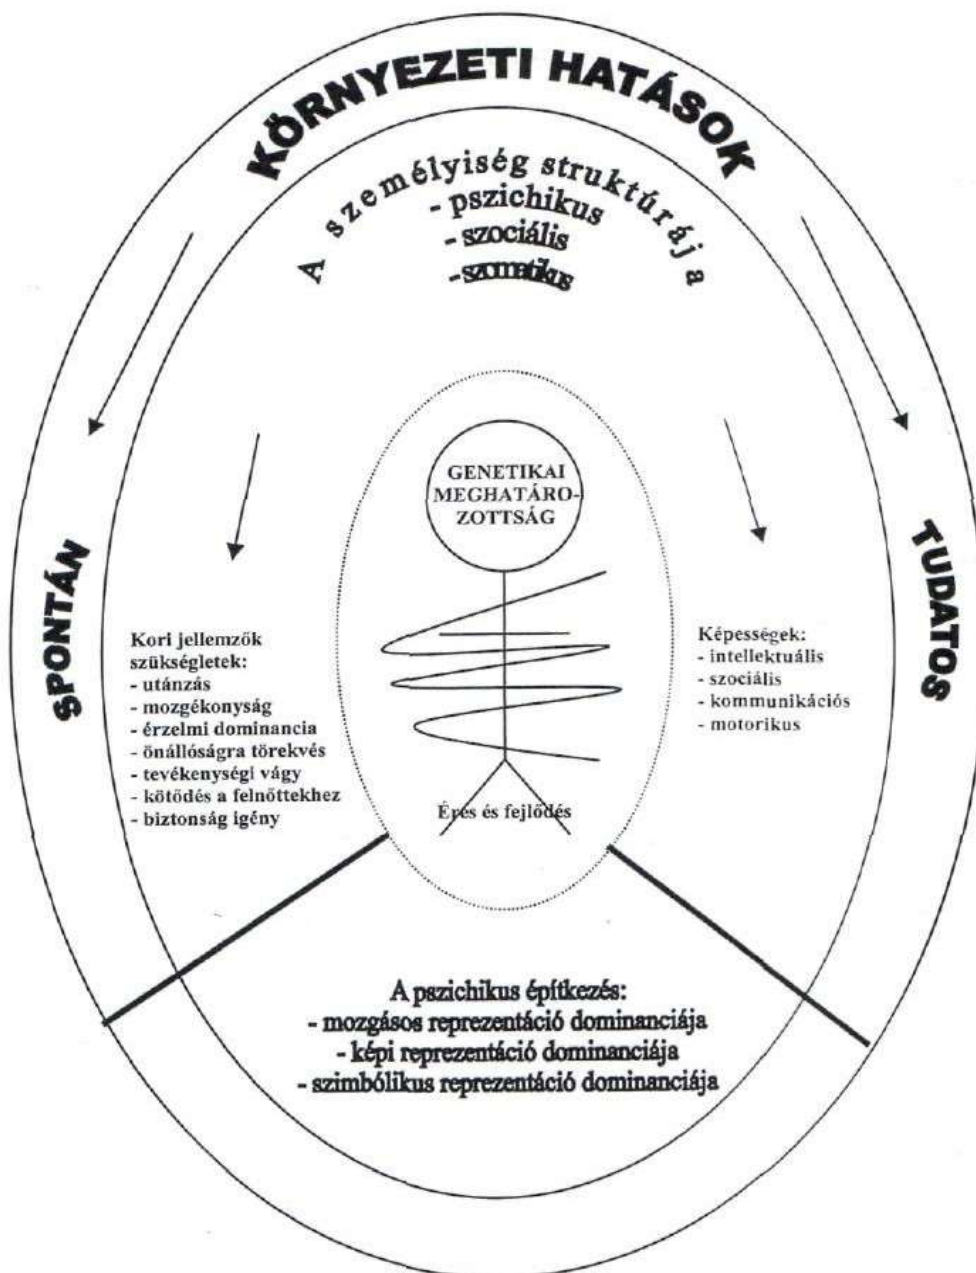 KÖRNYEZETI HATÁSOK
A személyiség struktúrája
- pszichikus
- szociális
- szomatikus
GENETIKAI
MEGHATÁRO-
ZOTTSÁG
SPONTÁN
TUDATOS
Kori jellemzők
szükségletek:
- utánzás
- mozgékonyság
- érzelmi dominancia
- önállóságra törekvés
- tevékenységi vágy
- kötődés a felnőttekhez
- biztonság igény
Képességek:
- intellektuális
- szociális
- kommunikációs
- motorikus
Érés és fejlődés
A pszichikus építkezés:
- mozgásos reprezentáció dominanciája
- képi reprezentáció dominanciája
- szimbólikus reprezentáció dominanciája